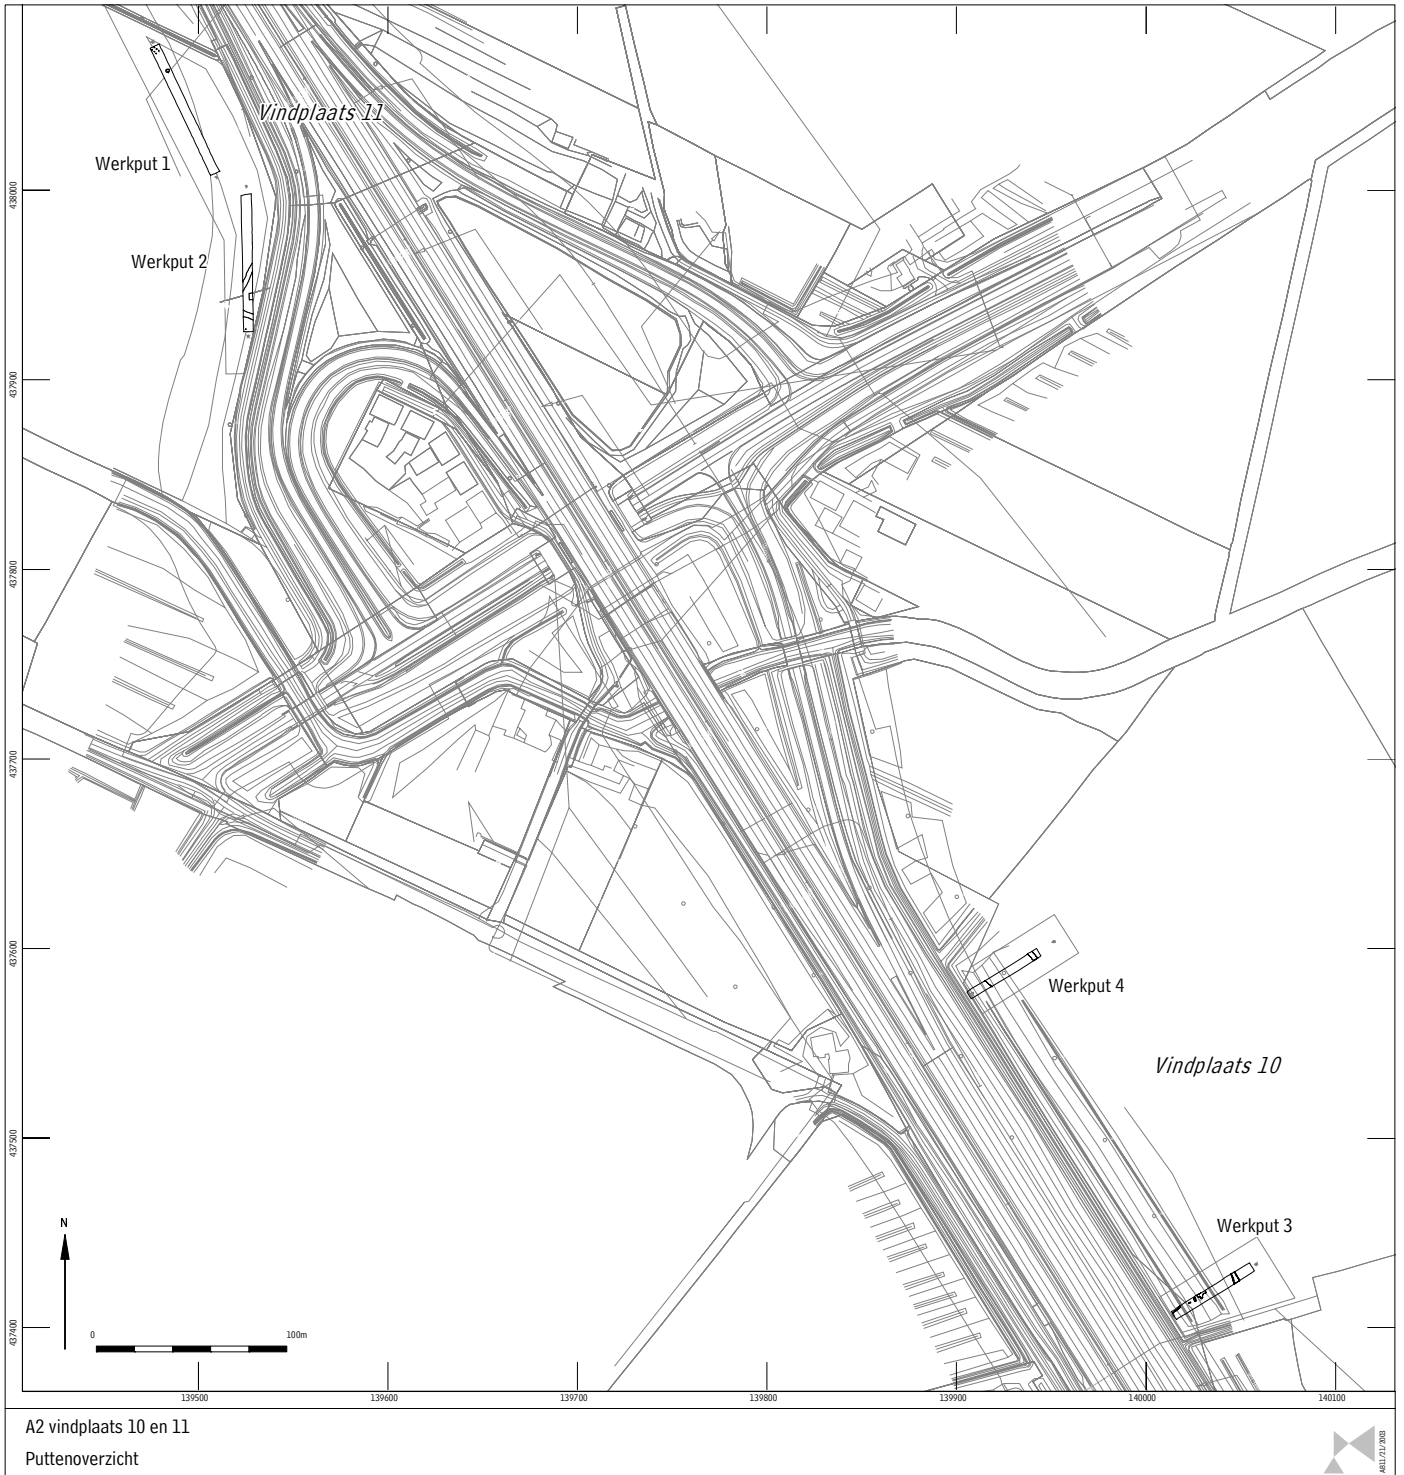 Vindplaats 11
Werkput 1
Werkput 2
438000
437900
437800
437700
437600
437500
437400
Werkput 4
Vindplaats 10
Werkput 3
N
0 100m
139500 139600 139700 139800 139900 140000 140100
A2 vindplaats 10 en 11
Puttenoverzicht